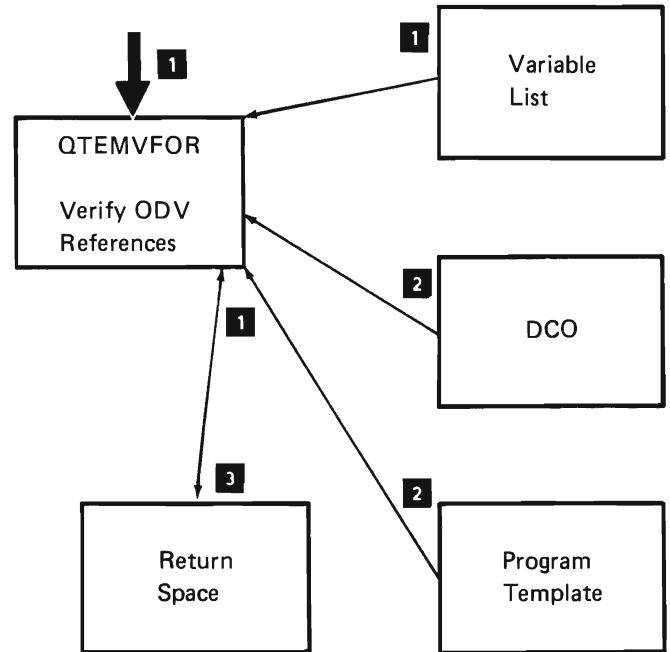 1
1
Variable
List
QTEMVFOR
Verify ODV
References
2
DCO
1
3
2
Return
Space
Program
Template